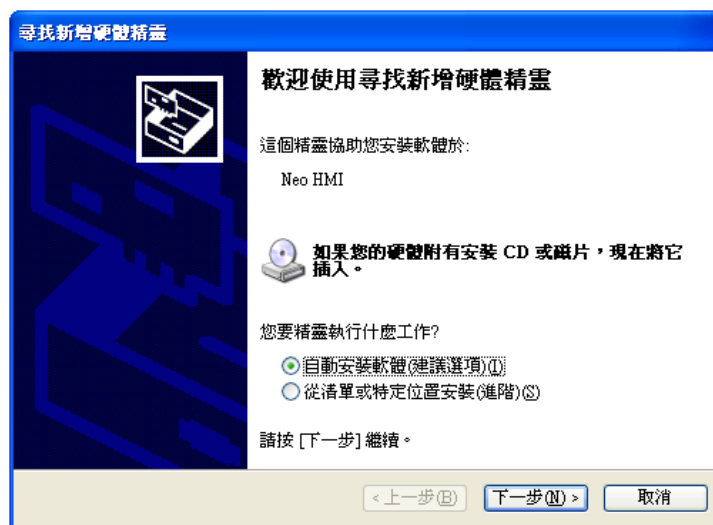 尋找新增硬體精靈
歡迎使用尋找新增硬體精靈
這個精靈協助您安裝軟體於:
Neo HMI
如果您的硬體附有安裝 CD 或磁片，現在將它
插入。
您要精靈執行什麼工作?
自動安裝軟體(建議選項)(I)
從清單或特定位置安裝(進階)(S)
請按 [下一步] 繼續。
<上一步(B) 下一步(N)> 取消